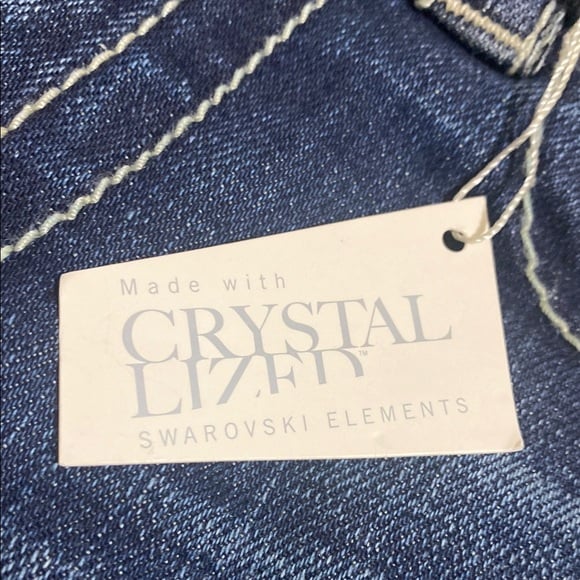 Made with
CRYSTAL
LIZED™
SWAROVSKI ELEMENTS